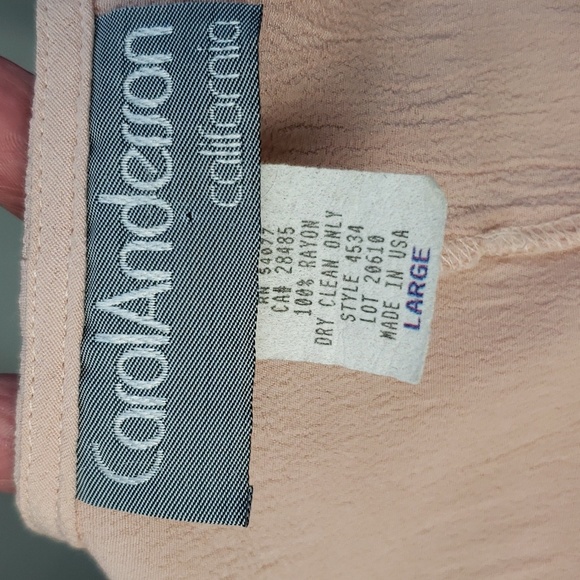 Carol Anderson
california
RN 54077
CA# 28485
100% RAYON
DRY CLEAN ONLY
STYLE 4534
LOT 20610
MADE IN USA
LARGE